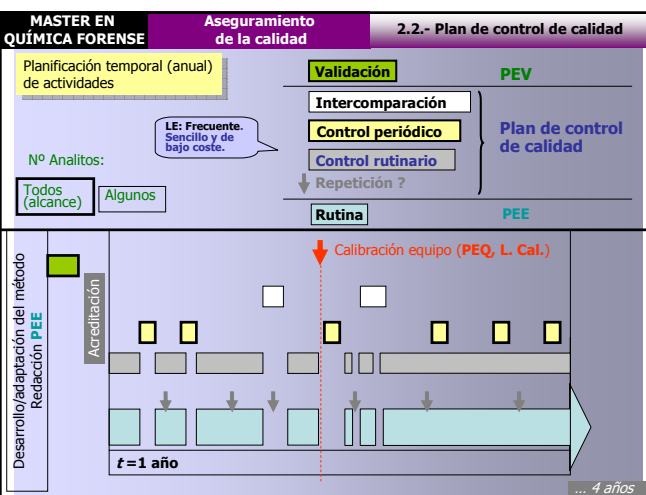 MASTER EN
QUÍMICA FORENSE
Aseguramiento
de la calidad
2.2.- Plan de control de calidad
Planificación temporal (anual)
de actividades
Validación
PEV
Intercomparación
LE: Frecuente.
Sencillo y de
bajo coste.
Control periódico
Plan de control
de calidad
Nº Analitos:
Control rutinario
Repetición ?
Todos
(alcance)
Algunos
Rutina
PEE
Desarrollo/adaptación del método
Redacción PEE
Acreditación
Calibración equipo (PEQ, L. Cal.)
t =1 año
... 4 años